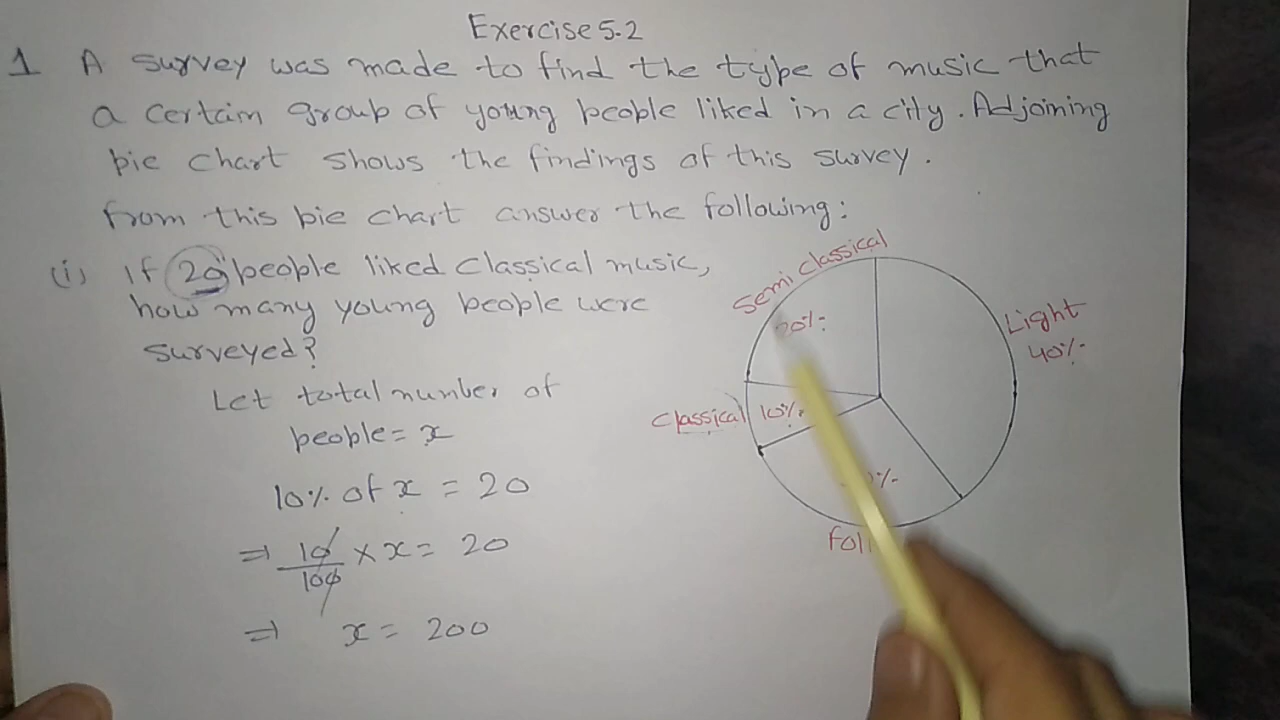 Exercise 5.2
1 A survey was made to find the type of music that
a certain group of young people liked in a city. Adjoining
pie chart shows the findings of this survey.
From this pie chart answer the following:
(i) If 20 people liked classical music,
how many young people were
surveyed?
Let total number of
people = x
10% of x = 20
⇒ 10/100 × x = 20
⇒ x = 200
Semi classical
20%
Light
40%
Classical 10%